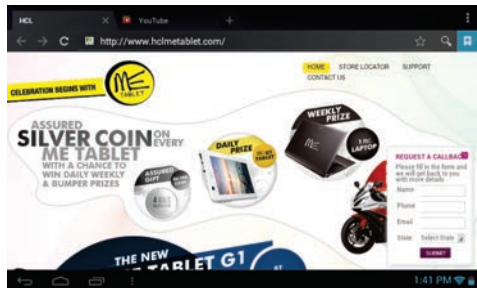 HCL
YouTube
http://www.hclmetablet.com/
CELEBRATION BEGINS WITH
ME
TABLET
HOME STORE LOCATOR SUPPORT
CONTACT US
ASSURED
SILVER COIN ON EVERY
ME TABLET
WITH A CHANCE TO
WIN DAILY WEEKLY
& BUMPER PRIZES
ASSURED
GIFT
DAILY
PRIZE
WEEKLY
PRIZE
ME
LAPTOP
REQUEST A CALLBACK
Please fill in the form and
we will get back to you
with more details
Name
Phone
Email
State Select State
SUBMIT
THE NEW
ME TABLET G1
AT
1:41 PM